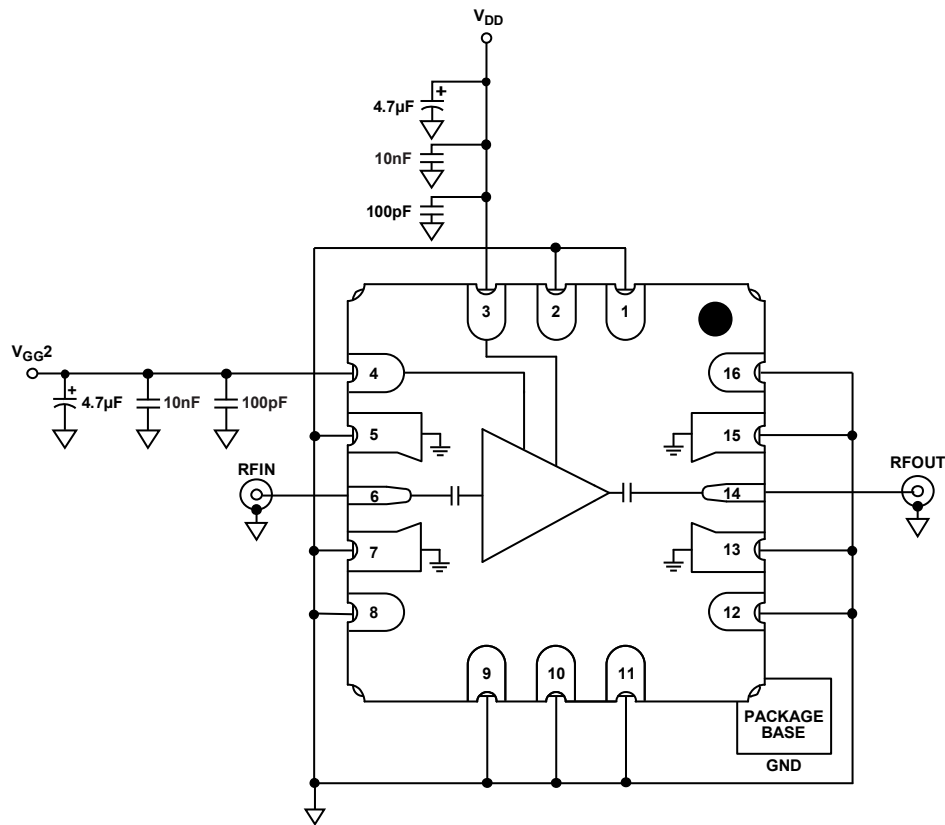 VDD
+
4.7µF
10nF
100pF
3
2
1
VGG2
+
4.7µF
10nF
100pF
4
16
5
15
RFIN
6
14
RFOUT
7
13
8
12
9
10
11
PACKAGE
BASE
GND